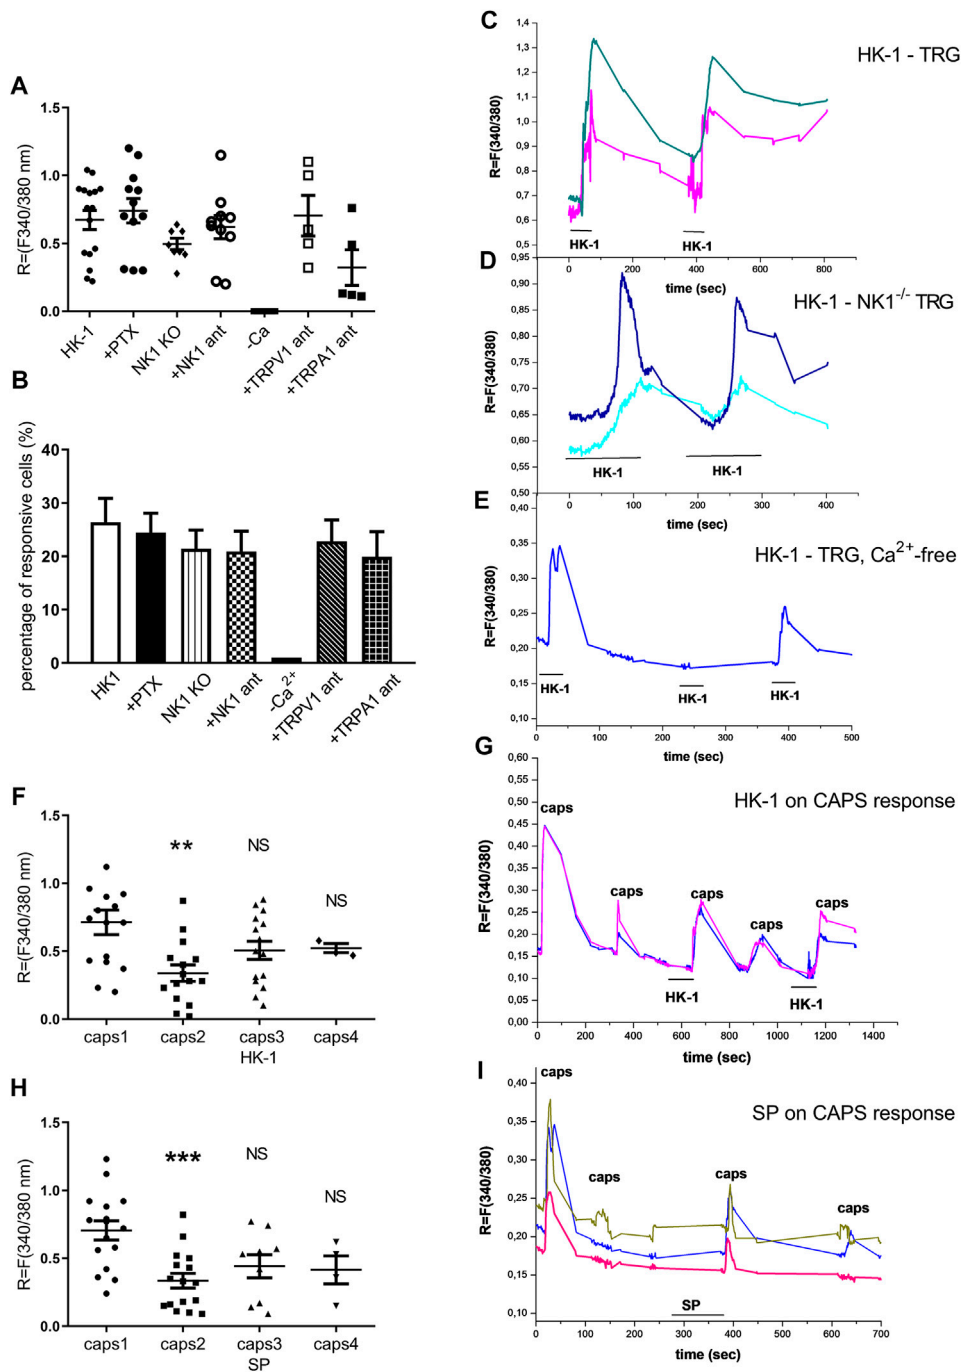 A
R=(F340/380 nm)
1.5
1.0
0.5
0.0
HK-1
+PTX
NK1 KO
+NK1 ant
-Ca
+TRPV1 ant
+TRPA1 ant
B
percentage of responsive cells (%)
40
30
20
10
0
HK1
+PTX
NK1 KO
+NK1 ant
-Ca 2+
+TRPV1 ant
+TRPA1 ant
C
HK-1 - TRG
R=F(340/380)
1,4
1,3
1,2
1,1
1,0
0,9
0,8
0,7
0,6
0,5
HK-1
HK-1
0 200 400 600 800
time (sec)
D
HK-1 - NK1-/- TRG
R=F(340/380)
0,95
0,90
0,85
0,80
0,75
0,70
0,65
0,60
0,55
0,50
HK-1
HK-1
0 100 200 300 400
time (sec)
E
HK-1 - TRG, Ca2+-free
R=F(340/380)
0,35
0,30
0,25
0,20
0,15
0,10
HK-1
HK-1
HK-1
0 100 200 300 400 500
time (sec)
F
R=(F340/380 nm)
1.5
1.0
0.5
0.0
**
NS
NS
caps1 caps2 caps3 caps4
HK-1
G
HK-1 on CAPS response
R=F(340/380)
0,60
0,55
0,50
0,45
0,40
0,35
0,30
0,25
0,20
0,15
0,10
0,05
0,00
caps
caps
caps
caps
caps
HK-1
HK-1
0 200 400 600 800 1000 1200 1400
time (sec)
H
R=F(340/380 nm)
1.5
1.0
0.5
0.0
***
NS
NS
caps1 caps2 caps3 caps4
SP
I
SP on CAPS response
R=F(340/380)
0,40
0,35
0,30
0,25
0,20
0,15
0,10
caps
caps
caps
caps
SP
0 100 200 300 400 500 600 700
time (sec)